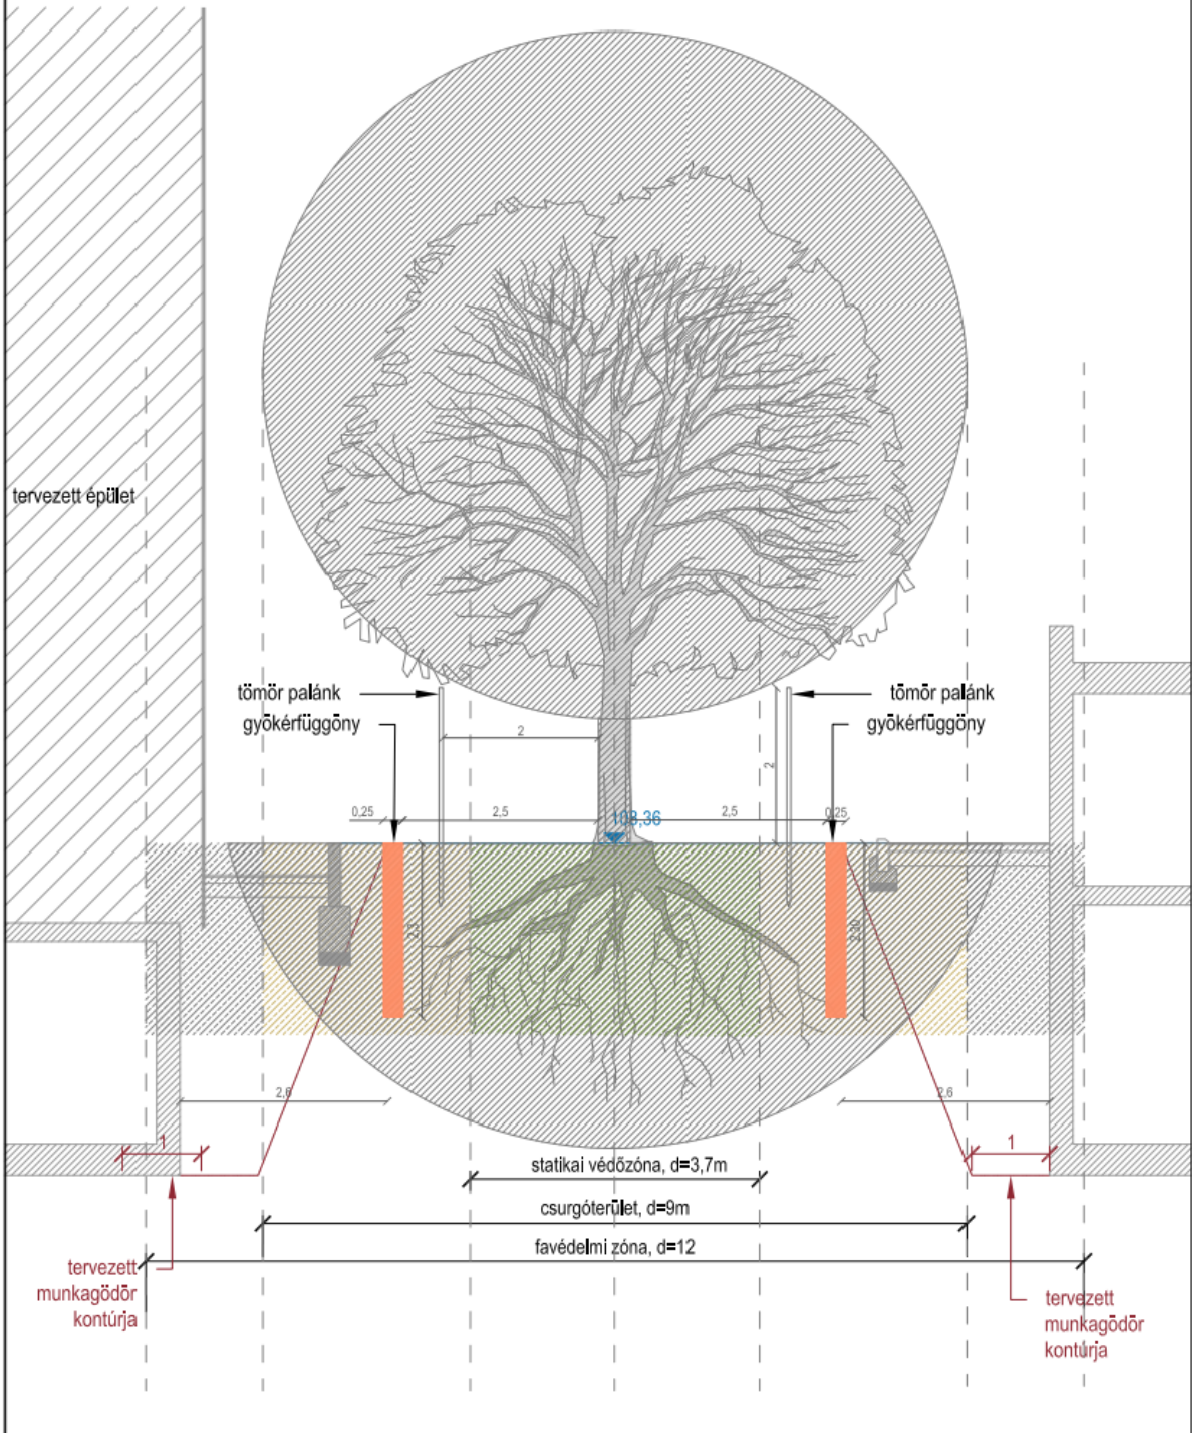 tervezett épület
tömör palánk
gyökérfüggöny
tömör palánk
gyökérfüggöny
2
2
0,25
2,5
108,36
2,5
0,25
2,3
2,30
2,6
2,6
1
1
statikai védőzóna, d=3,7m
csurgóterület, d=9m
favédelmi zóna, d=12
tervezett
munkagödör
kontúrja
tervezett
munkagödör
kontúrja